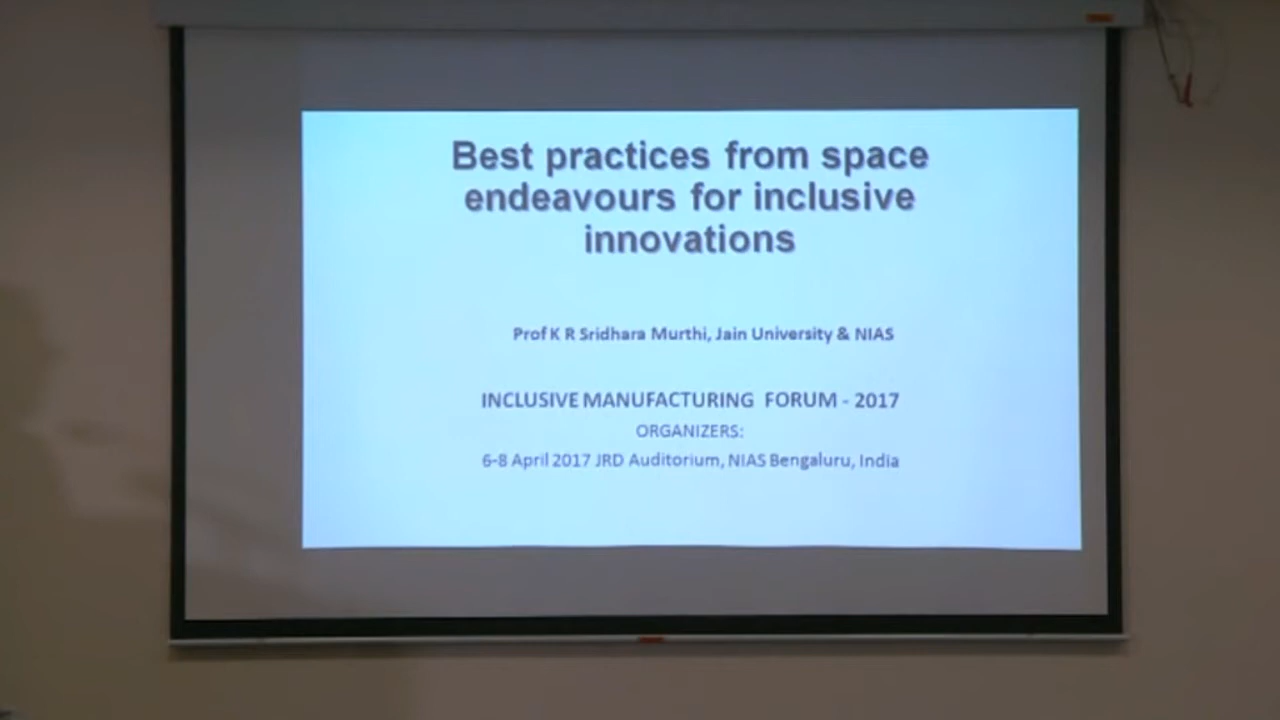 Best practices from space
endeavours for inclusive
innovations
Prof K R Sridhara Murthi, Jain University & NIAS
INCLUSIVE MANUFACTURING FORUM - 2017
ORGANIZERS:
6-8 April 2017 JRD Auditorium, NIAS Bengaluru, India